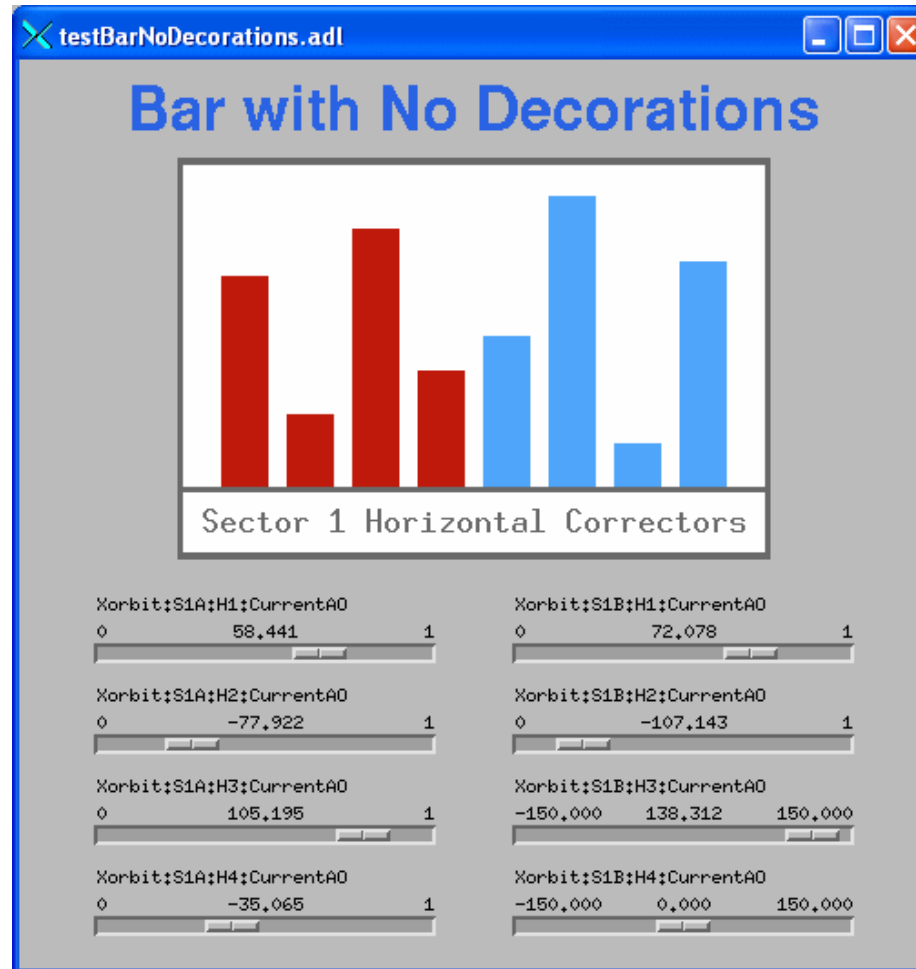 testBarNoDecorations.adl
Bar with No Decorations
Sector 1 Horizontal Correctors
Xorbit:S1A:H1:CurrentAO
0 58.441 1
Xorbit:S1A:H2:CurrentAO
0 -77.922 1
Xorbit:S1A:H3:CurrentAO
0 105.195 1
Xorbit:S1A:H4:CurrentAO
0 -35.065 1
Xorbit:S1B:H1:CurrentAO
0 72.078 1
Xorbit:S1B:H2:CurrentAO
0 -107.143 1
Xorbit:S1B:H3:CurrentAO
-150.000 138.312 150.000
Xorbit:S1B:H4:CurrentAO
-150.000 0.000 150.000